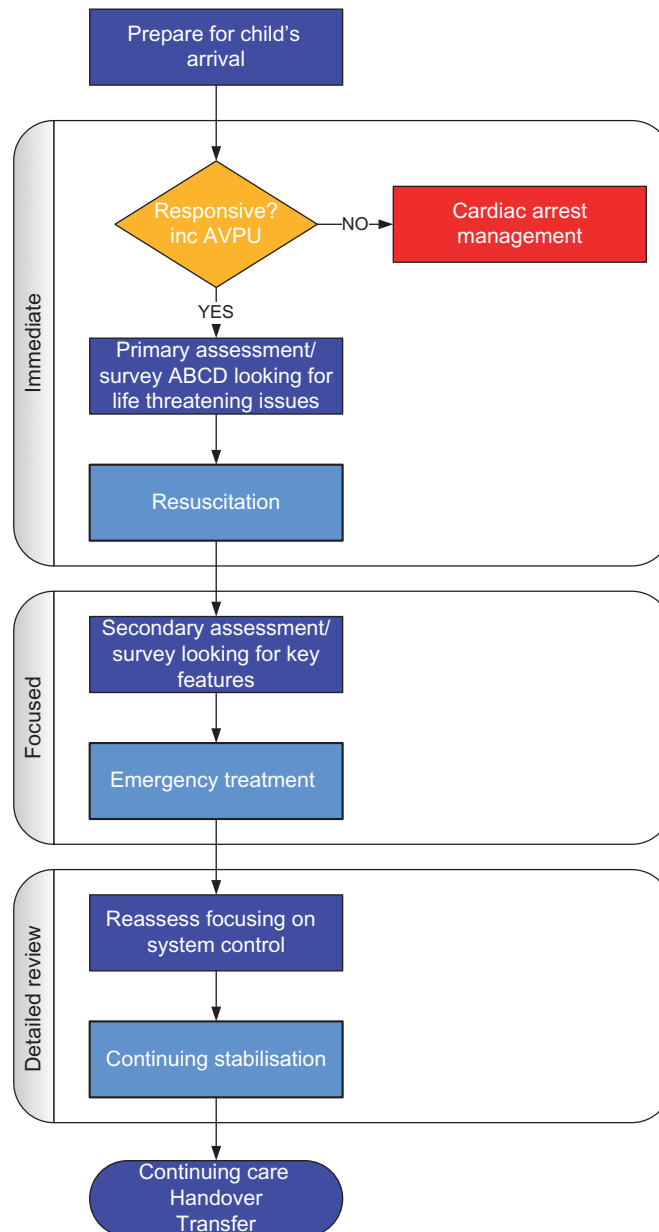 Prepare for child's
arrival
Immediate
Responsive?
inc AVPU
NO
Cardiac arrest
management
YES
Primary assessment/
survey ABCD looking for
life threatening issues
Resuscitation
Focused
Secondary assessment/
survey looking for key
features
Emergency treatment
Detailed review
Reassess focusing on
system control
Continuing stabilisation
Continuing care
Handover
Transfer